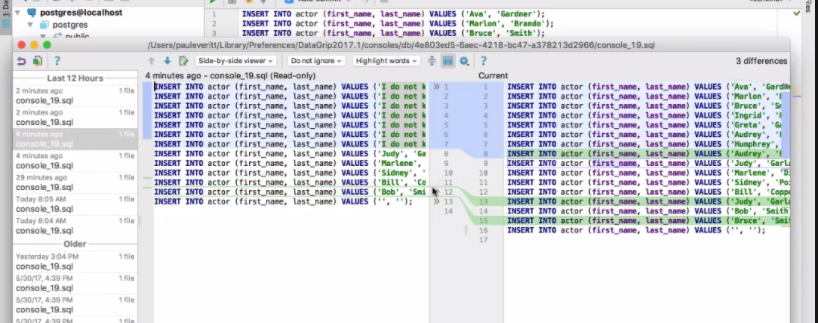 postgres@localhost
postgres
public
1 INSERT INTO actor (first_name, last_name) VALUES ('Ava', 'Gardner');
2 INSERT INTO actor (first_name, last_name) VALUES ('Marlon', 'Brando');
3 INSERT INTO actor (first_name, last_name) VALUES ('Bruce', 'Smith');
/Users/pauleveritt/Library/Preferences/DataGrip2017.1/consoles/db/4e803ed5-6aec-4218-bc47-a378213d2966/console_19.sql
Side-by-side viewer
Do not ignore
Highlight words
?
3 differences
Last 12 Hours
2 minutes ago 1 file
console_19.sql
2 minutes ago 1 file
console_19.sql
4 minutes ago 1 file
console_19.sql
4 minutes ago 1 file
console_19.sql
29 minutes ago 1 file
console_19.sql
Today 8:05 AM 1 file
console_19.sql
Today 8:04 AM 1 file
console_19.sql
Older
Yesterday 3:04 PM 1 file
console_19.sql
5/30/17, 4:39 PM 1 file
console_19.sql
5/30/17, 4:39 PM 1 file
console_19.sql
5/30/17, 4:39 PM 1 file
4 minutes ago - console_19.sql (Read-only)
INSERT INTO actor (first_name, last_name) VALUES ('I do not k
INSERT INTO actor (first_name, last_name) VALUES ('I do not k
INSERT INTO actor (first_name, last_name) VALUES ('I do not k
INSERT INTO actor (first_name, last_name) VALUES ('I do not k
INSERT INTO actor (first_name, last_name) VALUES ('I do not k
INSERT INTO actor (first_name, last_name) VALUES ('I do not k
INSERT INTO actor (first_name, last_name) VALUES ('I do not k
INSERT INTO actor (first_name, last_name) VALUES ('Judy', 'Ga
INSERT INTO actor (first_name, last_name) VALUES ('Marlene',
INSERT INTO actor (first_name, last_name) VALUES ('Sidney', '
INSERT INTO actor (first_name, last_name) VALUES ('Bill', 'Co
INSERT INTO actor (first_name, last_name) VALUES ('Bob', 'Smi
INSERT INTO actor (first_name, last_name) VALUES ('', '');
Current
1 1 INSERT INTO actor (first_name, last_name) VALUES ('Ava', 'Gardn
2 2 INSERT INTO actor (first_name, last_name) VALUES ('Marlon', 'B
3 3 INSERT INTO actor (first_name, last_name) VALUES ('Bruce', 'Sm
4 4 INSERT INTO actor (first_name, last_name) VALUES ('Ingrid', 'B
5 5 INSERT INTO actor (first_name, last_name) VALUES ('Greta', 'Ga
6 6 INSERT INTO actor (first_name, last_name) VALUES ('Audrey', 'H
7 7 INSERT INTO actor (first_name, last_name) VALUES ('Humphrey',
8 8 INSERT INTO actor (first_name, last_name) VALUES ('Audrey', 'H
9 9 INSERT INTO actor (first_name, last_name) VALUES ('Judy', 'Garla
10 10 INSERT INTO actor (first_name, last_name) VALUES ('Marlene', 'Di
11 11 INSERT INTO actor (first_name, last_name) VALUES ('Sidney', 'Poi
12 12 INSERT INTO actor (first_name, last_name) VALUES ('Bill', 'Coppe
13 13 INSERT INTO actor (first_name, last_name) VALUES ('Judy', 'Garla
14 14 INSERT INTO actor (first_name, last_name) VALUES ('Bob', 'Smith
15 INSERT INTO actor (first_name, last_name) VALUES ('Bruce', 'Smi
16 INSERT INTO actor (first_name, last_name) VALUES ('', '');
17